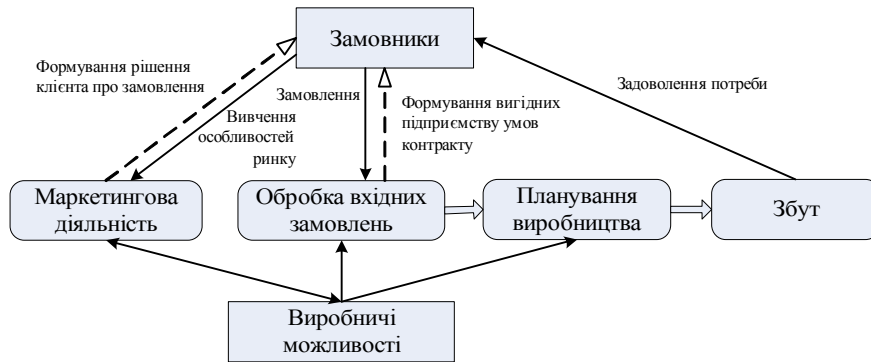 Замовники
Формування рішення
клієнта про замовлення
Вивчення
особливостей
ринку
Замовлення
Формування вигідних
підприємству умов
контракту
Задоволення потреби
Маркетингова
діяльність
Обробка вхідних
замовлень
Планування
виробництва
Збут
Виробничі
можливості